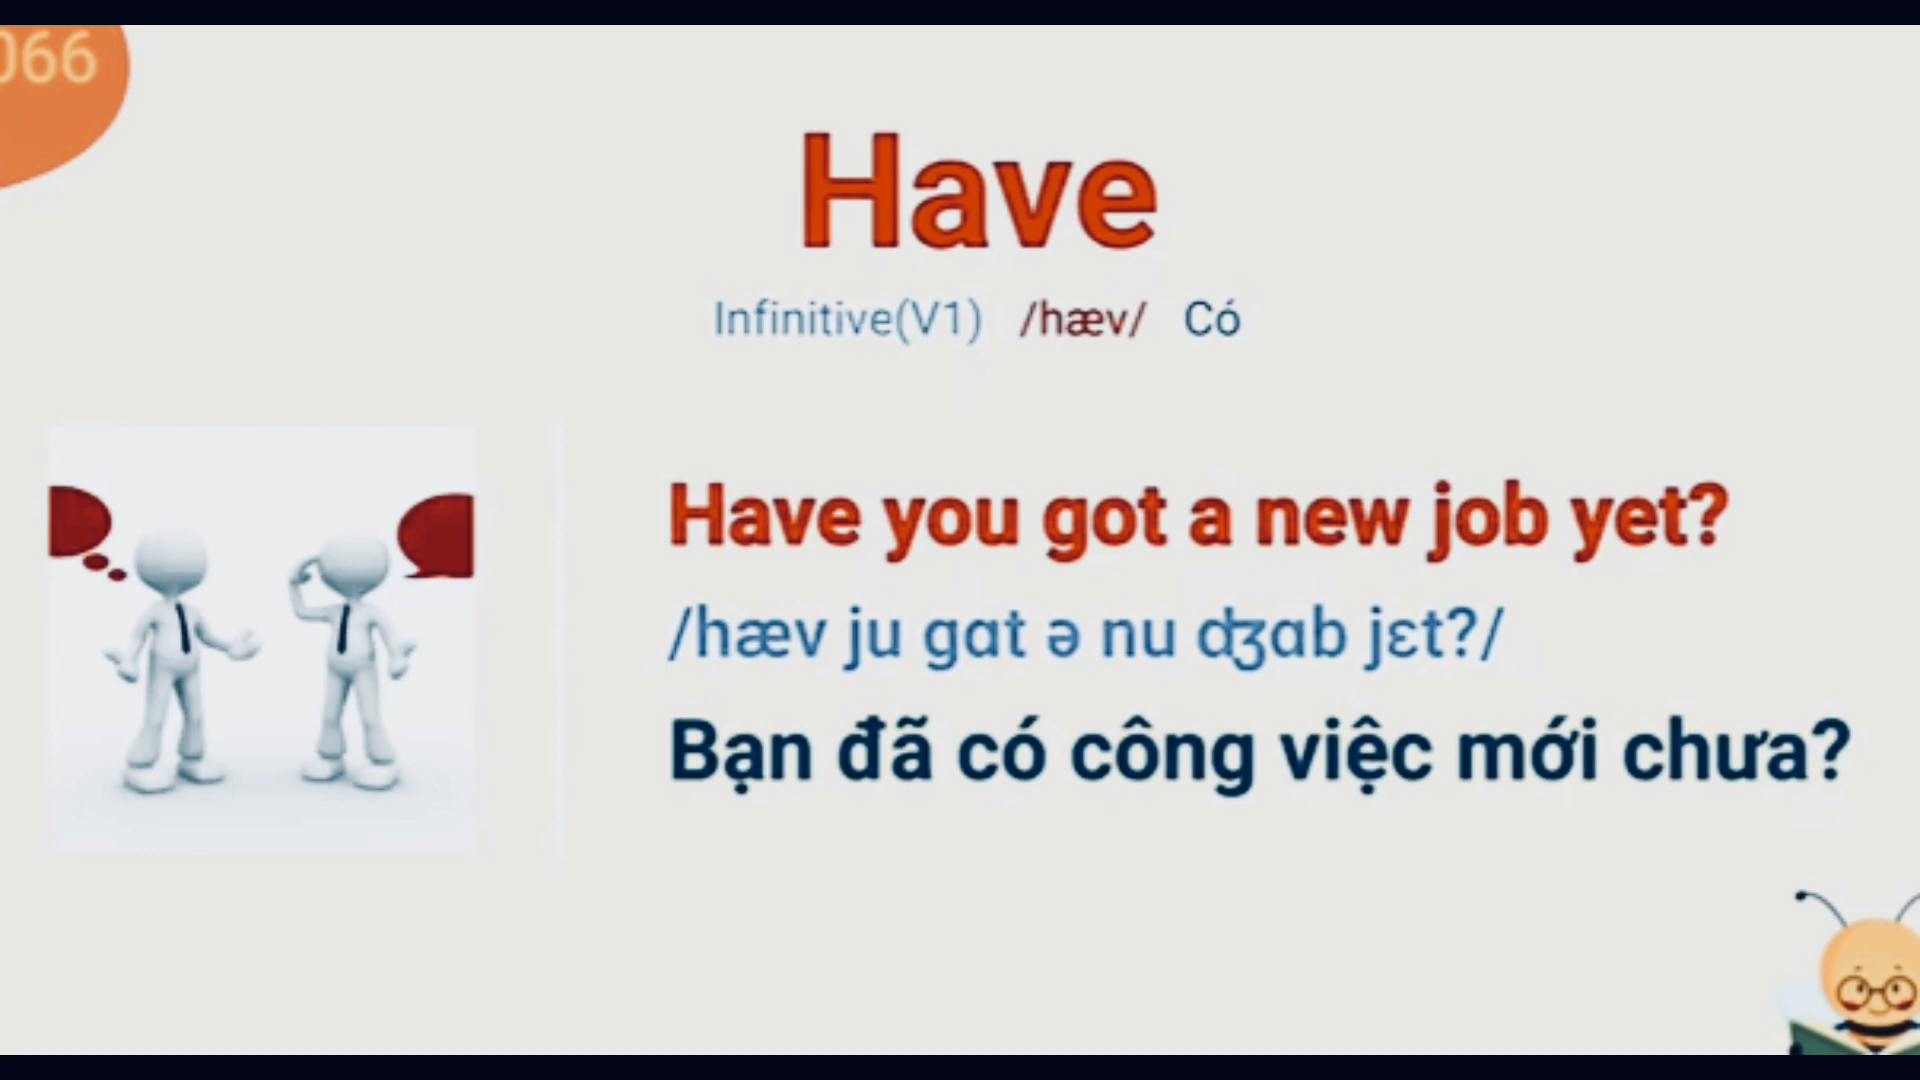 066
Have
Infinitive(V1) /hæv/ Có
Have you got a new job yet?
/hæv ju gɑt ə nu ʤɑb jɛt?/
Bạn đã có công việc mới chưa?